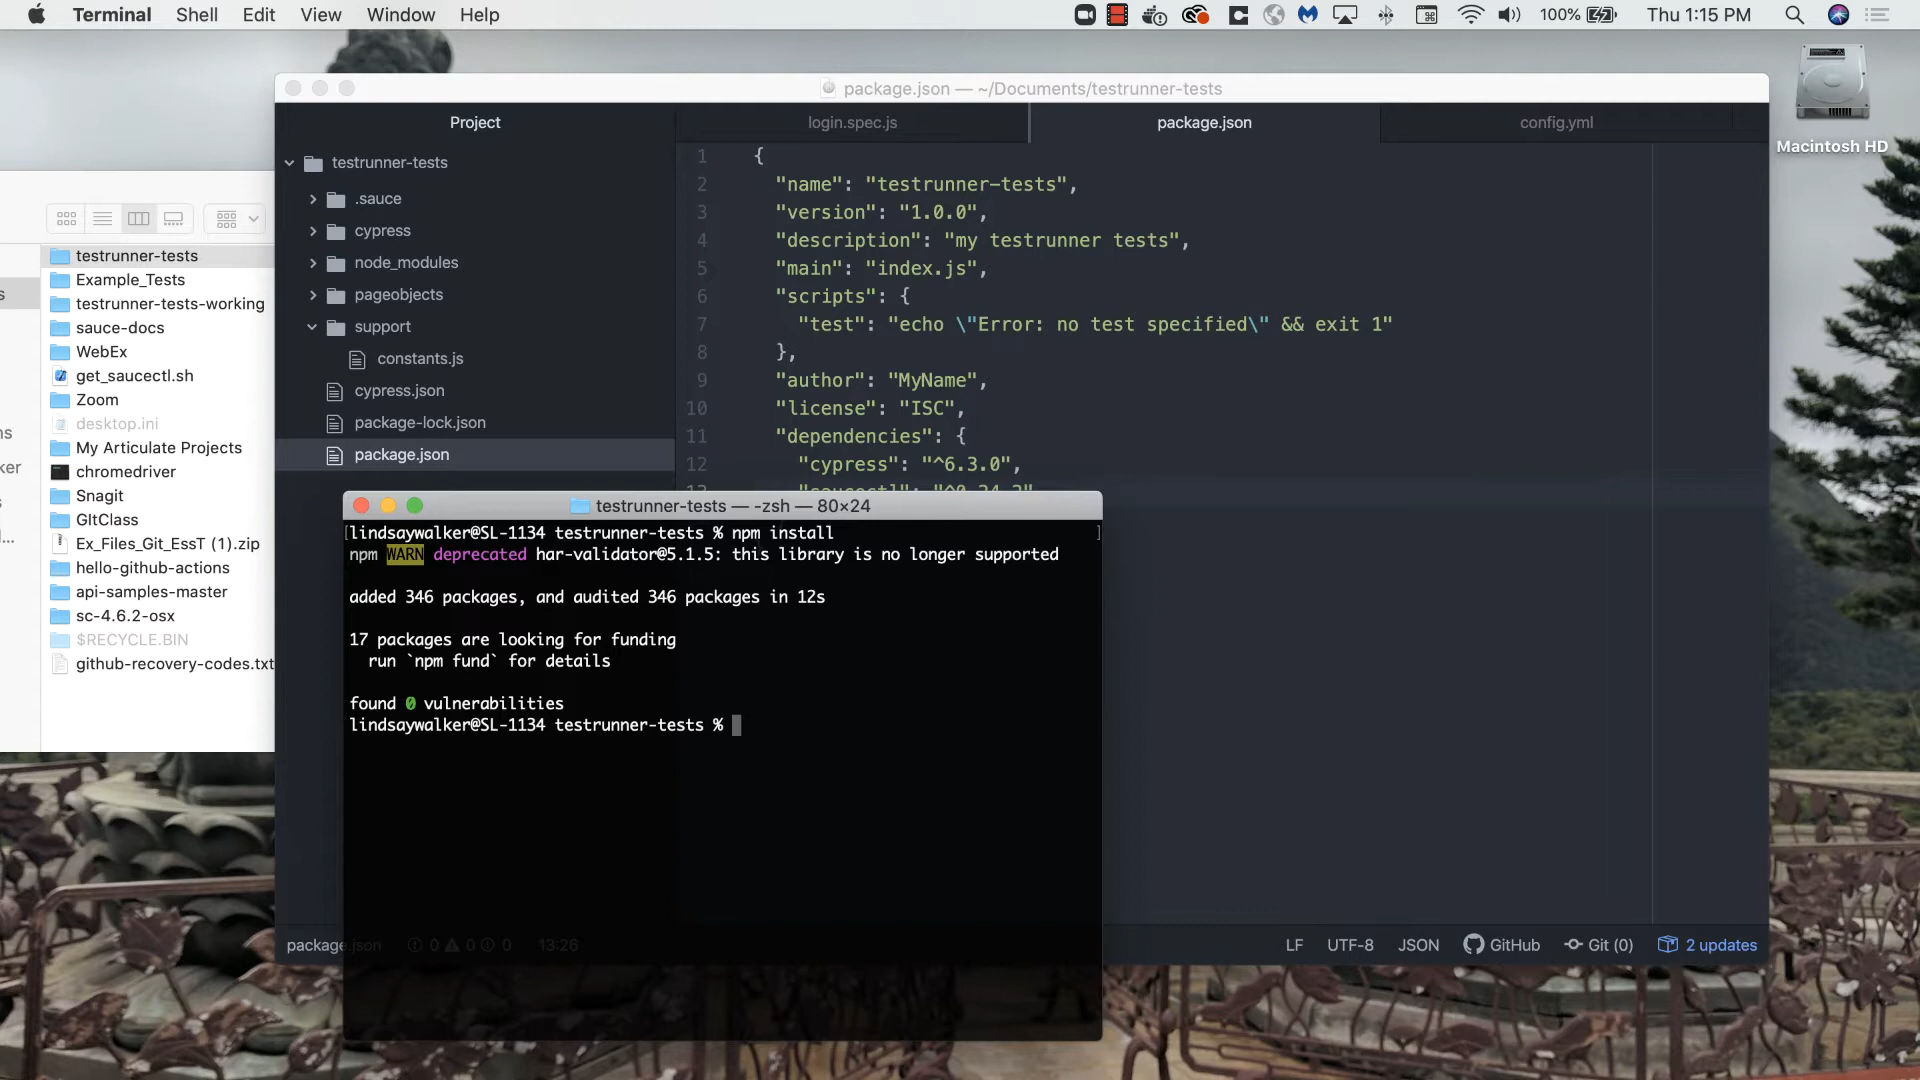 Terminal Shell Edit View Window Help
100% Thu 1:15 PM
package.json — ~/Documents/testrunner-tests
Macintosh HD
testrunner-tests
Example_Tests
testrunner-tests-working
sauce-docs
WebEx
get_saucectl.sh
Zoom
desktop.ini
My Articulate Projects
chromedriver
Snagit
GItClass
Ex_Files_Git_EssT (1).zip
hello-github-actions
api-samples-master
sc-4.6.2-osx
$RECYCLE.BIN
github-recovery-codes.txt
Project
testrunner-tests
.sauce
cypress
node_modules
pageobjects
support
constants.js
cypress.json
package-lock.json
package.json
login.spec.js package.json config.yml
1 {
2 "name": "testrunner-tests",
3 "version": "1.0.0",
4 "description": "my testrunner tests",
5 "main": "index.js",
6 "scripts": {
7 "test": "echo \"Error: no test specified\" && exit 1"
8 },
9 "author": "MyName",
10 "license": "ISC",
11 "dependencies": {
12 "cypress": "^6.3.0",
testrunner-tests — -zsh — 80×24
[lindsaywalker@SL-1134 testrunner-tests % npm install ]
npm WARN deprecated har-validator@5.1.5: this library is no longer supported
added 346 packages, and audited 346 packages in 12s
17 packages are looking for funding
run `npm fund` for details
found 0 vulnerabilities
lindsaywalker@SL-1134 testrunner-tests %
package.json 0 0 0 13:26 LF UTF-8 JSON GitHub Git (0) 2 updates